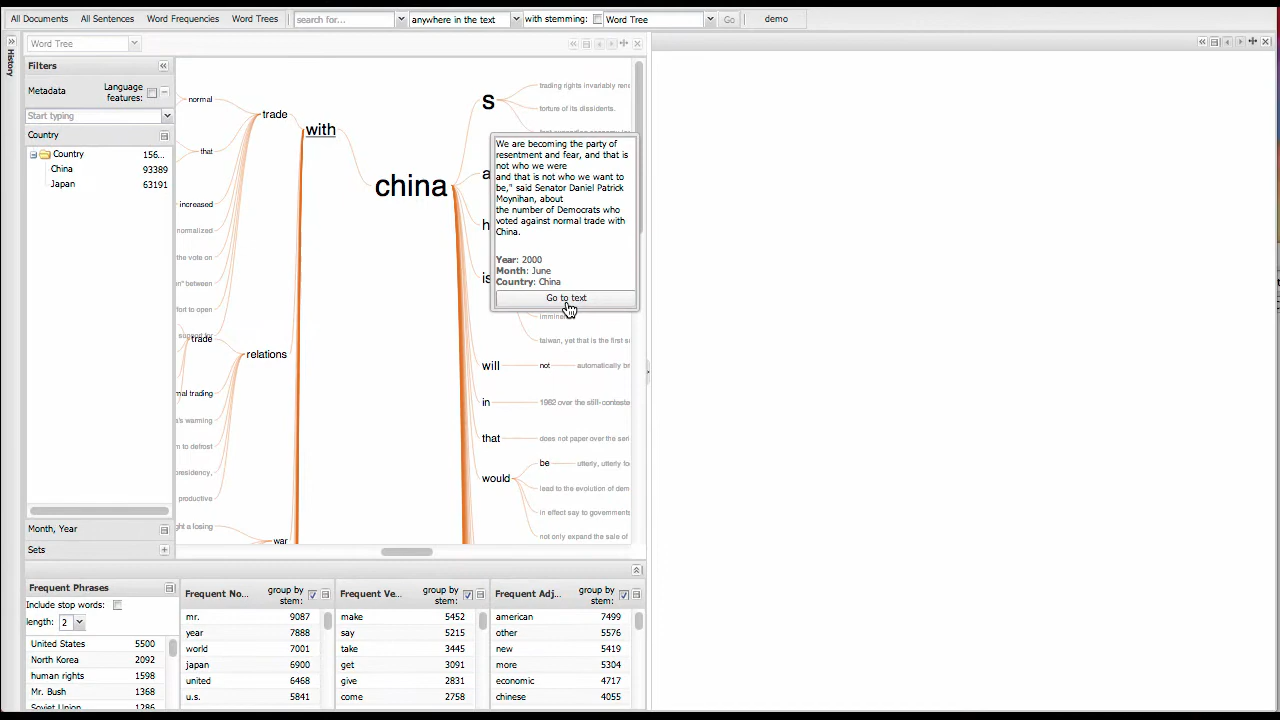 All Documents All Sentences Word Frequencies Word Trees search for... anywhere in the text with stemming: Word Tree Go demo
History
Word Tree
Filters
Metadata Language features:
Start typing
Country
Country 156...
China 93389
Japan 63191
Month, Year
Sets
normal
trade
with
that
increased
normalized
the vote on
n" between
fort to open
support for
trade
relations
mal trading
's warming
m to defrost
presidency,
productive
ght a losing
war
china
s
trading rights invariably rene
torture of its dissidents.
We are becoming the party of
resentment and fear, and that is
not who we were
and that is not who we want to
be," said Senator Daniel Patrick
Moynihan, about
the number of Democrats who
voted against normal trade with
China.
Year: 2000
Month: June
Country: China
Go to text
a
h
is
taiwan, yet that is the first s
will not automatically br
in 1962 over the still-conteste
that does not paper over the seri
would be utterly, utterly fo
lead to the evolution of dem
in effect say to governments
not only expand the sale of
Frequent Phrases
Include stop words:
length: 2
United States 5500
North Korea 2092
human rights 1598
Mr. Bush 1368
Soviet Union 1286
Frequent No... group by stem:
mr. 9087
year 7888
world 7001
japan 6900
united 6468
u.s. 5841
Frequent Ve... group by stem:
make 5452
say 5215
take 3445
get 3091
give 2831
come 2758
Frequent Adj... group by stem:
american 7499
other 5576
new 5419
more 5304
economic 4717
chinese 4055